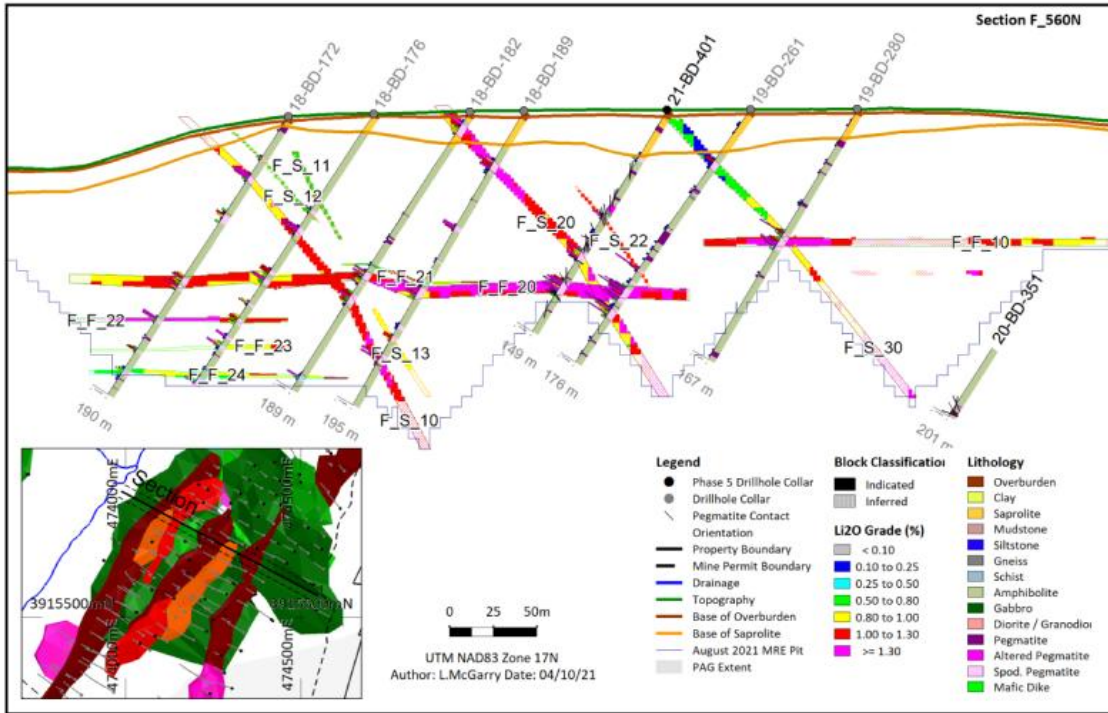 Section F_560N
18-BD-172
18-BD-176
18-BD-182
18-BD-189
21-BD-401
19-BD-261
19-BD-280
F_S_11
F_S_12
F_S_20
F_S_22
F_F_10
F_F_21
F_F_20
F_F_22
F_F_23
F_F_24
F_S_13
F_S_10
F_S_30
20-BD-351
190 m
189 m
195 m
149 m
176 m
167 m
201 m
Section
474000mE
474500mE
3915500mN
3915500mN
474000mE
474500mE
0 25 50m
UTM NAD83 Zone 17N
Author: L.McGarry Date: 04/10/21
Legend
Phase 5 Drillhole Collar
Drillhole Collar
Pegmatite Contact
Orientation
Property Boundary
Mine Permit Boundary
Drainage
Topography
Base of Overburden
Base of Saprolite
August 2021 MRE Pit
PAG Extent
Block Classification
Indicated
Inferred
Li2O Grade (%)
< 0.10
0.10 to 0.25
0.25 to 0.50
0.50 to 0.80
0.80 to 1.00
1.00 to 1.30
>= 1.30
Lithology
Overburden
Clay
Saprolite
Mudstone
Siltstone
Gneiss
Schist
Amphibolite
Gabbro
Diorite / Granodior
Pegmatite
Altered Pegmatite
Spod. Pegmatite
Mafic Dike